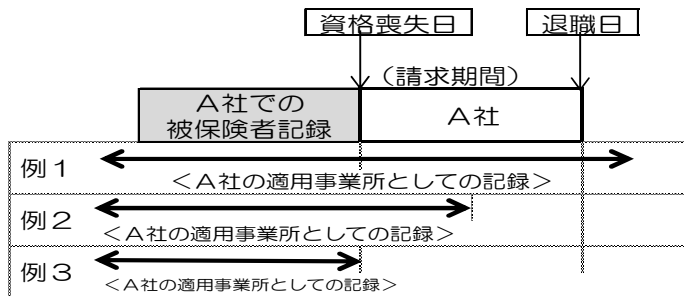 資格喪失日
退職日
（請求期間）
Ａ社での
被保険者記録
Ａ社
例１
＜Ａ社の適用事業所としての記録＞
例２
＜Ａ社の適用事業所としての記録＞
例３
＜Ａ社の適用事業所としての記録＞